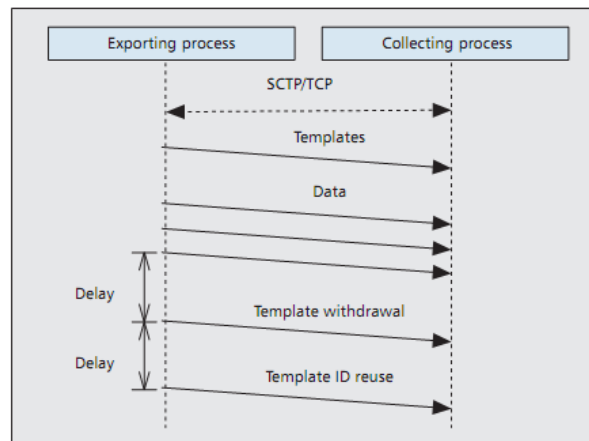 Exporting process
Collecting process
SCTP/TCP
Templates
Data
Delay
Template withdrawal
Delay
Template ID reuse